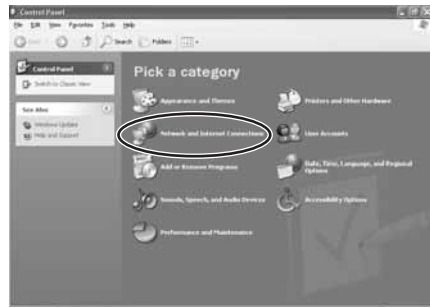 Control Panel
File Edit View Favorites Tools Help
Back Search Folders
Control Panel
Switch to Classic View
See Also
Windows Update
Help and Support
Pick a category
Appearance and Themes
Printers and Other Hardware
Network and Internet Connections
User Accounts
Add or Remove Programs
Date, Time, Language, and Regional
Options
Sounds, Speech, and Audio Devices
Accessibility Options
Performance and Maintenance